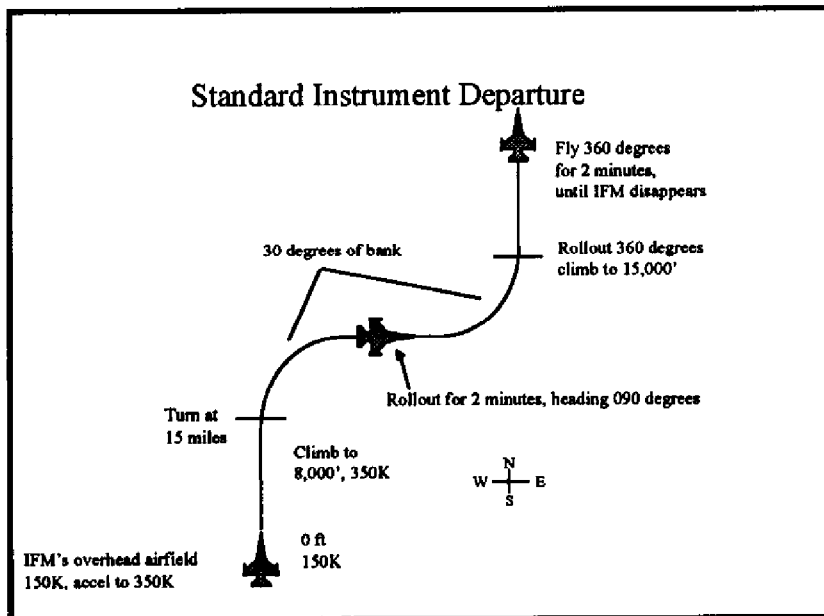 Standard Instrument Departure
Fly 360 degrees
for 2 minutes,
until IFM disappears
30 degrees of bank
Rollout 360 degrees
climb to 15,000'
Rollout for 2 minutes, heading 090 degrees
Turn at
15 miles
Climb to
8,000', 350K
N
W E
S
0 ft
150K
IFM's overhead airfield
150K, accel to 350K